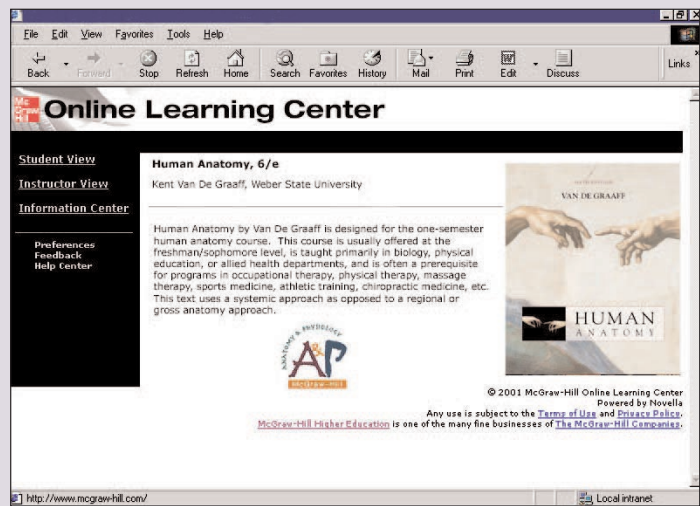 File Edit View Favorites Tools Help
Back Forward Stop Refresh Home Search Favorites History Mail Print Edit Discuss Links
Mc
Graw
Hill
Online Learning Center
Student View
Instructor View
Information Center
Preferences
Feedback
Help Center
Human Anatomy, 6/e
Kent Van De Graaff, Weber State University
Human Anatomy by Van De Graaff is designed for the one-semester
human anatomy course. This course is usually offered at the
freshman/sophomore level, is taught primarily in biology, physical
education, or allied health departments, and is often a prerequisite
for programs in occupational therapy, physical therapy, massage
therapy, sports medicine, athletic training, chiropractic medicine, etc.
This text uses a systemic approach as opposed to a regional or
gross anatomy approach.
ANATOMY & PHYSIOLOGY
A&P
McGraw-Hill
VAN DE GRAAFF
HUMAN
ANATOMY
© 2001 McGraw-Hill Online Learning Center
Powered by Novella
Any use is subject to the Terms of Use and Privacy Policy.
McGraw-Hill Higher Education is one of the many fine businesses of The McGraw-Hill Companies.
http://www.mcgraw-hill.com/
Local intranet